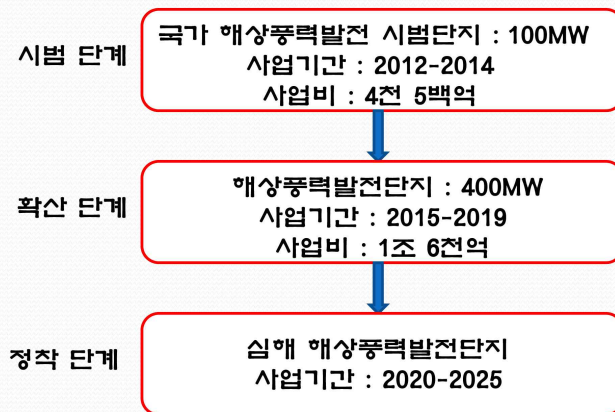 시범 단계
국가 해상풍력발전 시범단지 : 100MW
사업기간 : 2012-2014
사업비 : 4천 5백억
확산 단계
해상풍력발전단지 : 400MW
사업기간 : 2015-2019
사업비 : 1조 6천억
정착 단계
심해 해상풍력발전단지
사업기간 : 2020-2025